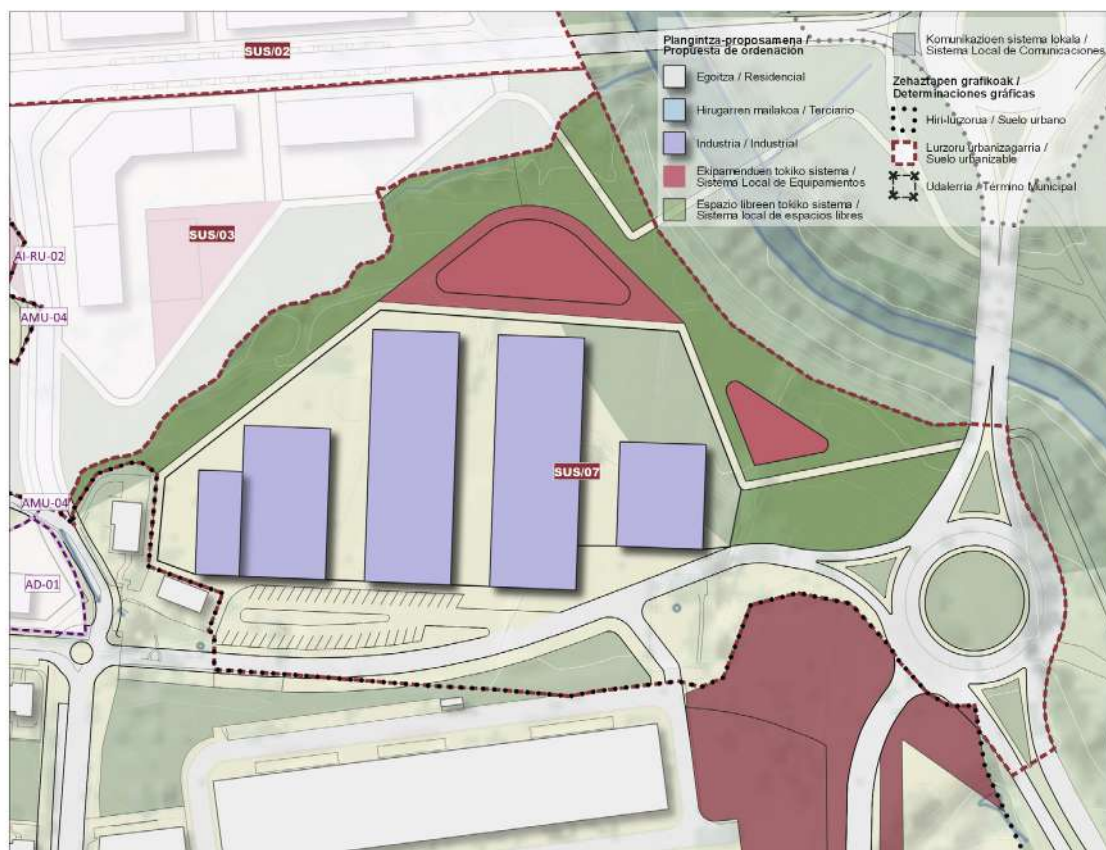 SUS/02
Plangintza-proposamena /
Propuesta de ordenación
Egoitza / Residencial
Hirugarren mailakoa / Terciario
Industria / Industrial
Ekipamenduen tokiko sistema /
Sistema Local de Equipamientos
Espazio libreen tokiko sistema /
Sistema local de espacios libres
Komunikazioen sistema lokala /
Sistema Local de Comunicaciones
Zehaztapen grafikoak /
Determinaciones gráficas
Hiri-lurzorua / Suelo urbano
Lurzoru urbanizagarria /
Suelo urbanizable
Udalerria / Término Municipal
SUS/03
AI-RU-02
AMU-04
SUS/07
AMU-04
AD-01